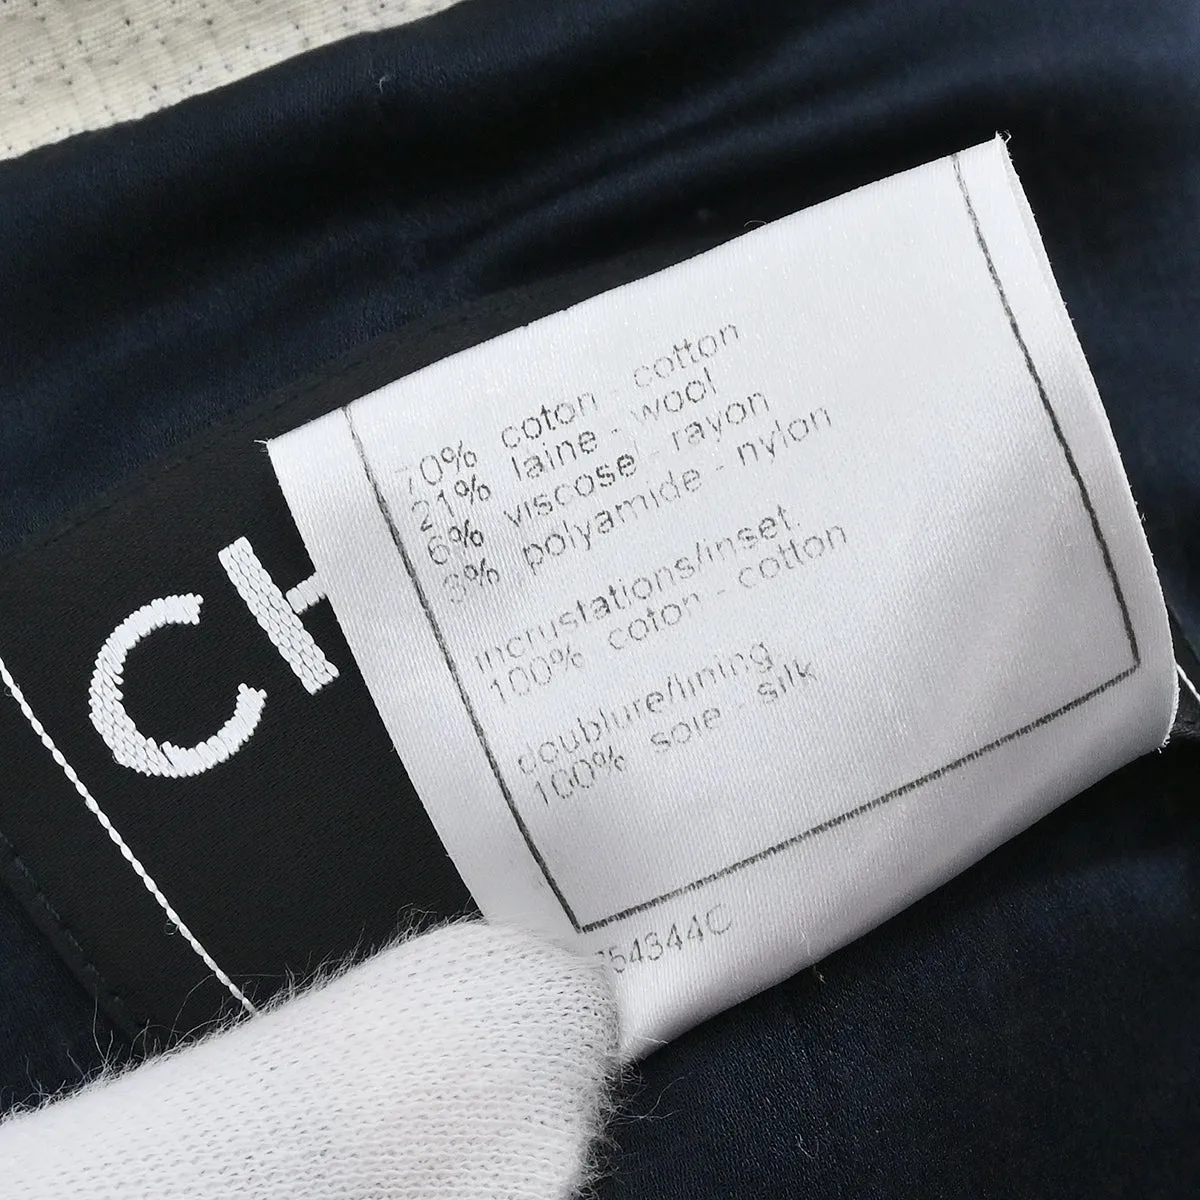 CH
70% coton - cotton
21% laine - wool
6% viscose - rayon
3% polyamide - nylon
incrustations/inset
100% coton - cotton
doublure/lining
100% soie - silk
54344C